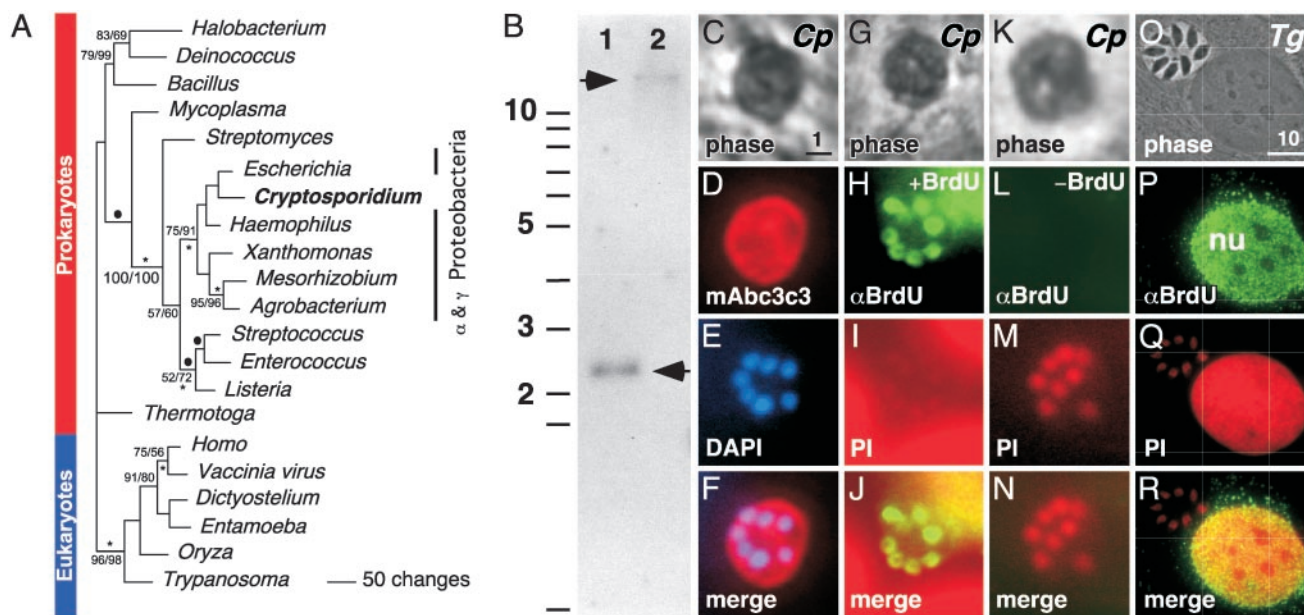 A
Prokaryotes
Eukaryotes
83/69
79/99
Halobacterium
Deinococcus
Bacillus
Mycoplasma
Streptomyces
Escherichia
Cryptosporidium
75/91
*
Haemophilus
Xanthomonas
*
Mesorhizobium
95/96
Agrobacterium
α & γ Proteobacteria
*
100/100
57/60
Streptococcus
Enterococcus
52/72
*
Listeria
Thermotoga
Homo
75/56
*
Vaccinia virus
91/80
Dictyostelium
Entamoeba
Oryza
*
96/98
Trypanosoma
50 changes
B
1 2
10
5
3
2
C Cp
phase 1
G Cp
phase
K Cp
phase
O Tg
phase 10
D
mAbc3c3
H +BrdU
αBrdU
L –BrdU
αBrdU
P
nu
αBrdU
E
DAPI
I
PI
M
PI
Q
PI
F
merge
J
merge
N
merge
R
merge